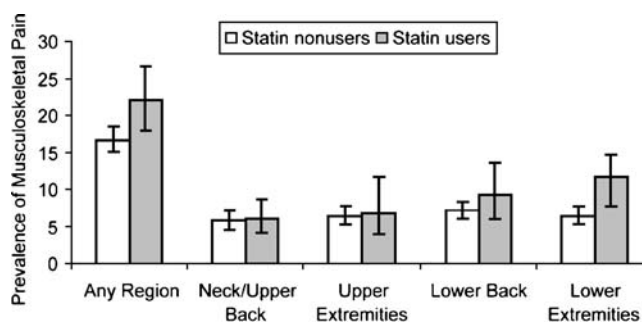 Prevalence of Musculoskeletal Pain
30
25
20
15
10
5
0
Statin nonusers Statin users
Any Region
Neck/Upper
Back
Upper
Extremities
Lower Back
Lower
Extremities